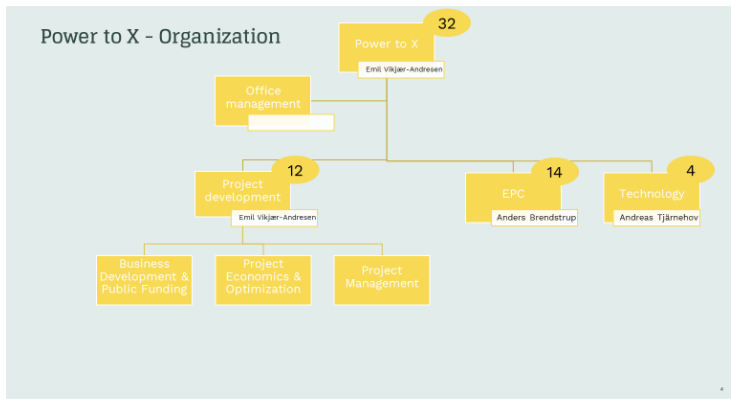 Power to X - Organization
32
Power to X
Emil Vikjær-Andresen
Office
management
12
Project
development
Emil Vikjær-Andresen
14
EPC
Anders Brendstrup
4
Technology
Andreas Tjärnehov
Business
Development &
Public Funding
Project
Economics &
Optimization
Project
Management
4